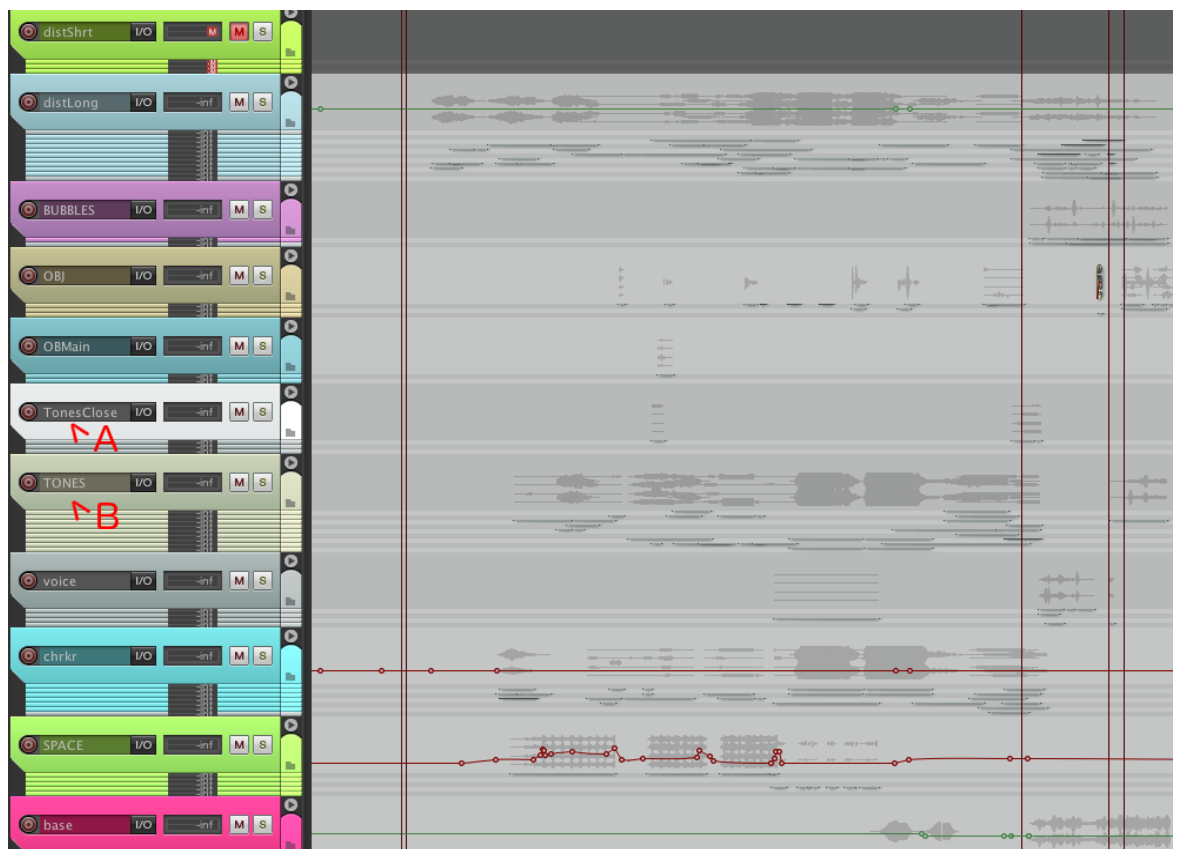 distShrt I/O M M S
distLong I/O -inf M S
BUBBLES I/O -inf M S
OBJ I/O -inf M S
OBMain I/O -inf M S
TonesClose I/O -inf M S
A
TONES I/O -inf M S
B
voice I/O -inf M S
chrkr I/O -inf M S
SPACE I/O -inf M S
base I/O -inf M S